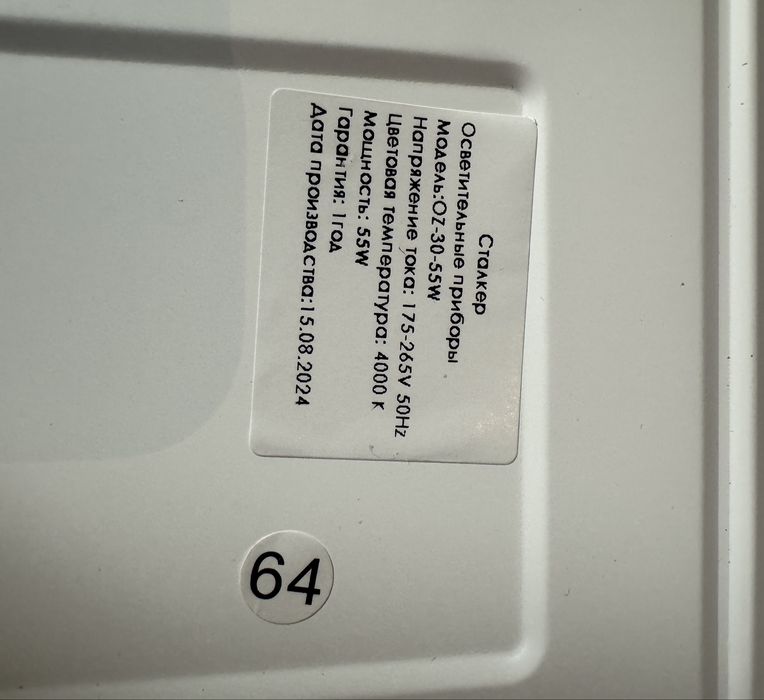 Сталкер
Осветительные приборы
Модель:OZ-30-55W
Напряжение тока: 175-265V 50Hz
Цветовая температура: 4000 к
Мощность: 55W
Гарантия: 1год
Дата производства:15.08.2024
64